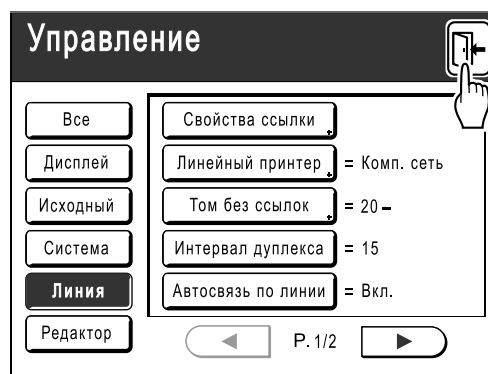 Управление
Все
Свойства ссылки
Дисплей
Линейный принтер = Комп. сеть
Исходный
Том без ссылок = 20 –
Система
Интервал дуплекса = 15
Линия
Автосвязь по линии = Вкл.
Редактор
P. 1/2